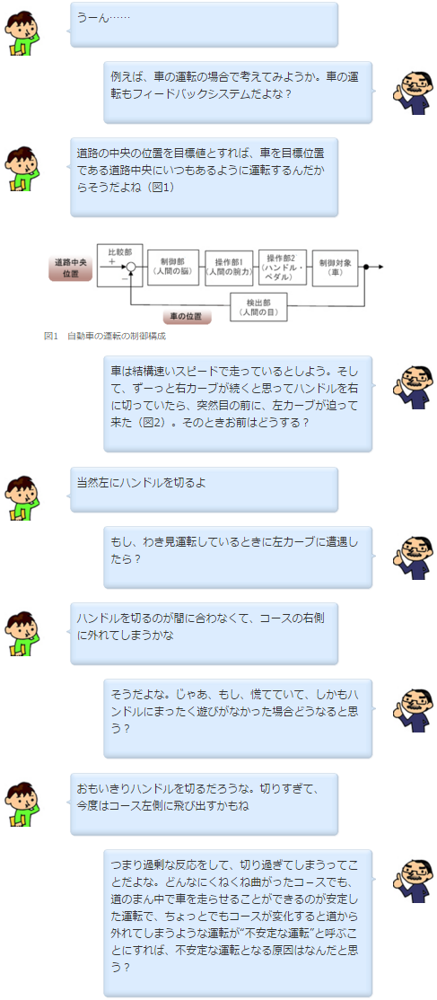 うーん……
例えば、車の運転の場合で考えてみようか。車の運
転もフィードバックシステムだよな？
道路の中央の位置を目標値とすれば、車を目標位置
である道路中央にいつもあるように運転するんだか
らそうだよね（図1）
道路中央
位置
比較部
＋
－
制御部
（人間の脳）
操作部1
（人間の腕力）
操作部2
（ハンドル・
ペダル）
制御対象
（車）
車の位置
検出部
（人間の目）
図1　自動車の運転の制御構成
車は結構速いスピードで走っているとしよう。そし
て、ずーっと右カーブが続くと思ってハンドルを右
に切っていたら、突然目の前に、左カーブが迫って
来た（図2）。そのときお前はどうする？
当然左にハンドルを切るよ
もし、わき見運転しているときに左カーブに遭遇し
たら？
ハンドルを切るのが間に合わなくて、コースの右側
に外れてしまうかな
そうだよな。じゃあ、もし、慌てていて、しかもハ
ンドルにまったく遊びがなかった場合どうなると思
う？
おもいきりハンドルを切るだろうな。切りすぎて、
今度はコース左側に飛び出すかもね
つまり過剰な反応をして、切り過ぎてしまうってこ
とだよな。どんなにくねくね曲がったコースでも、
道のまん中で車を走らせることができるのが安定し
た運転で、ちょっとでもコースが変化すると道から
外れてしまうような運転が“不安定な運転”と呼ぶこ
とにすれば、不安定な運転となる原因はなんだと思
う？